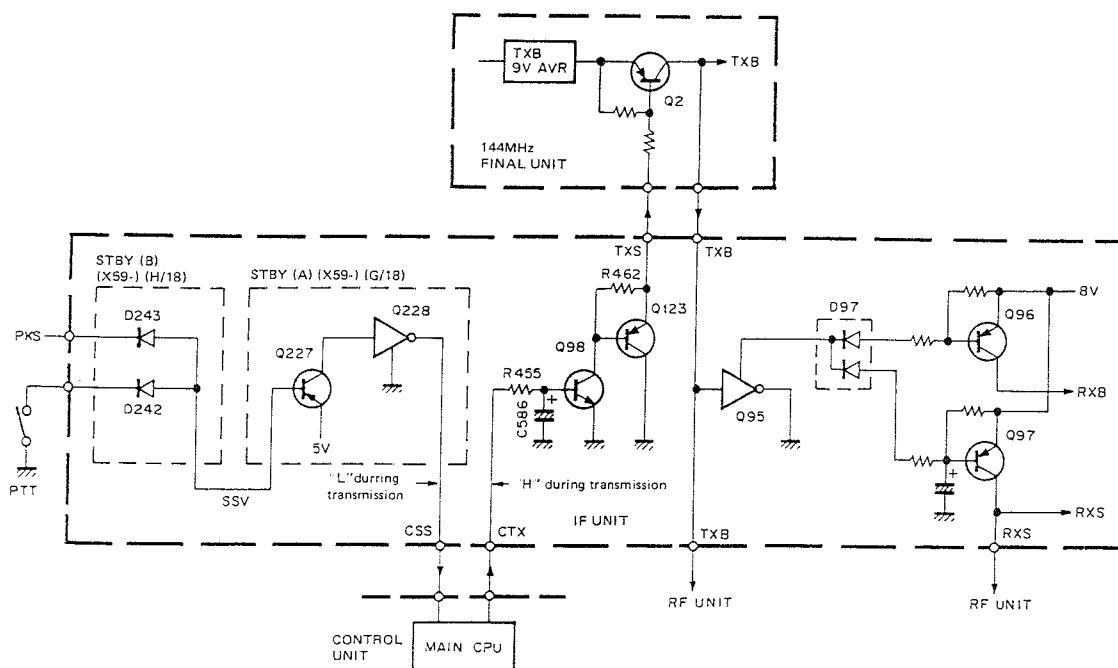 TXB
9V AVR
TXB
Q2
144MHz
FINAL UNIT
TXS
TXB
STBY (B)
(X59-) (H/18)
STBY (A) (X59-) (G/18)
R462
8V
D243
Q228
D97
Q96
PKS
Q227
Q98
Q123
D242
R455
RXB
C586
+
Q95
Q97
5V
+
PTT
"L" durring
transmission
"H" during transmission
SSV
IF UNIT
RXS
CSS
CTX
TXB
RXS
RF UNIT
RF UNIT
CONTROL
UNIT
MAIN CPU